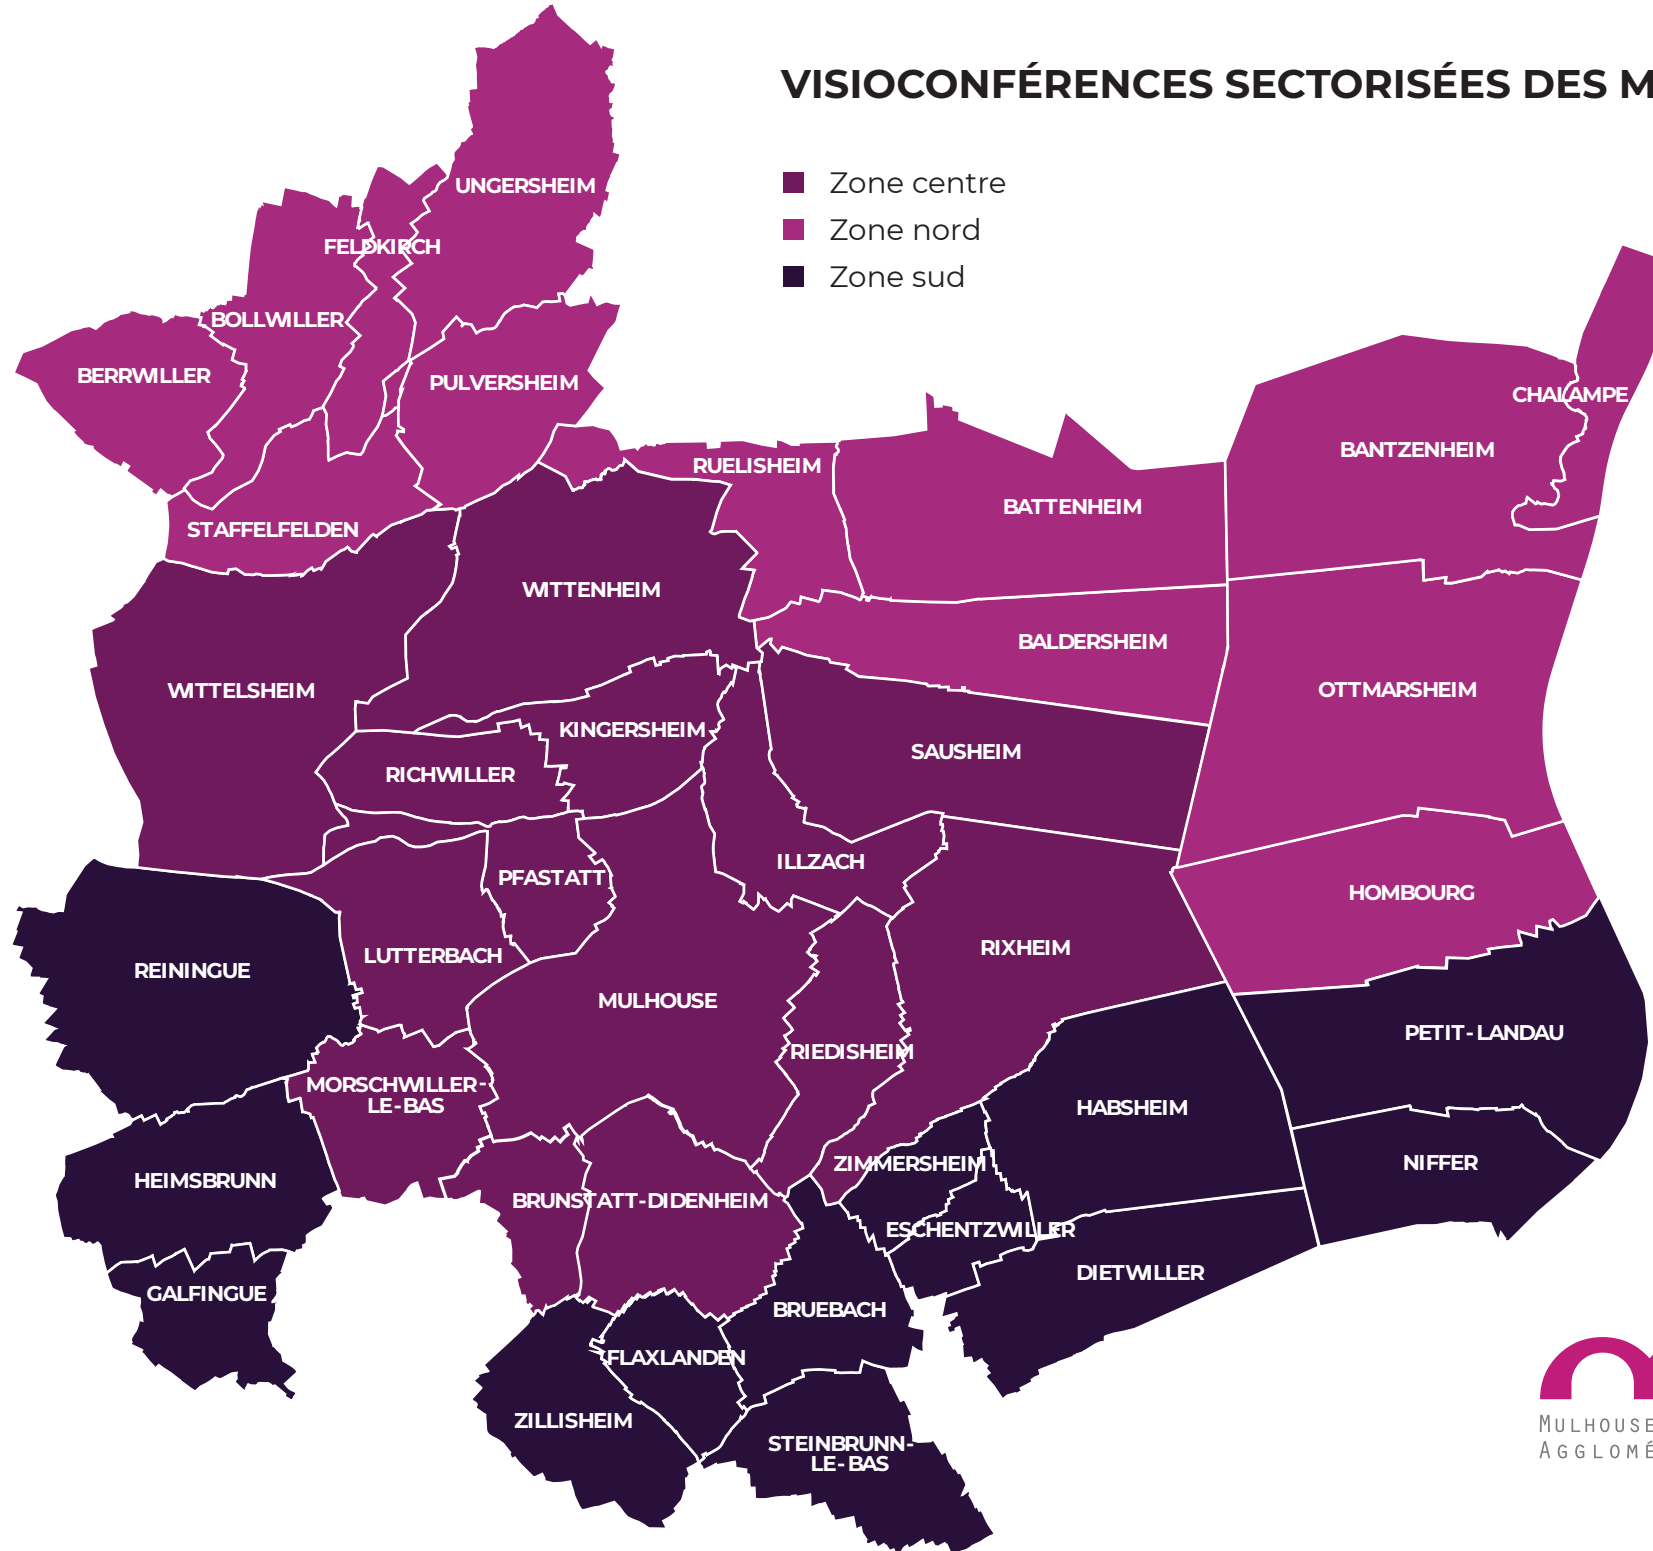 VISIOCONFÉRENCES SECTORISÉES DES M
Zone centre
Zone nord
Zone sud
UNGERSHEIM
FELDKIRCH
BOLLWILLER
BERRWILLER
PULVERSHEIM
CHALAMPE
BANTZENHEIM
RUELISHEIM
BATTENHEIM
STAFFELFELDEN
WITTENHEIM
BALDERSHEIM
WITTELSHEIM
OTTMARSHEIM
KINGERSHEIM
SAUSHEIM
RICHWILLER
ILLZACH
PFASTATT
HOMBOURG
LUTTERBACH
RIXHEIM
REININGUE
MULHOUSE
PETIT-LANDAU
RIEDISHEIM
MORSCHWILLER-
LE-BAS
HABSHEIM
ZIMMERSHEIM
NIFFER
HEIMSBRUNN
BRUNSTATT-DIDENHEIM
ESCHENTZWILLER
DIETWILLER
GALFINGUE
BRUEBACH
FLAXLANDEN
ZILLISHEIM
STEINBRUNN-
LE-BAS
MULHOUSE
AGGLOMÉ